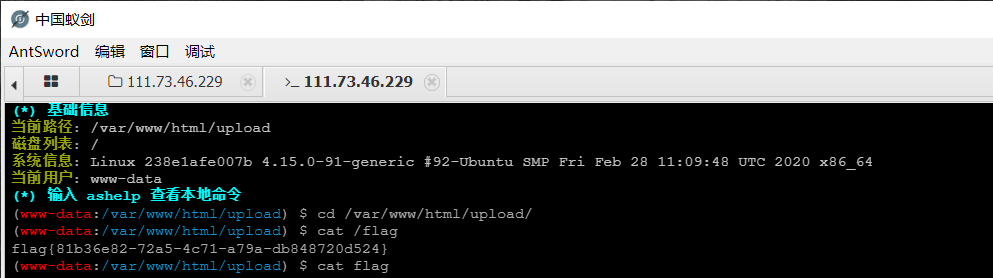 中国蚁剑
AntSword 编辑 窗口 调试
111.73.46.229 >_ 111.73.46.229
(*) 基础信息
当前路径: /var/www/html/upload
磁盘列表: /
系统信息: Linux 238e1afe007b 4.15.0-91-generic #92-Ubuntu SMP Fri Feb 28 11:09:48 UTC 2020 x86_64
当前用户: www-data
(*) 输入 ashelp 查看本地命令
(www-data:/var/www/html/upload) $ cd /var/www/html/upload/
(www-data:/var/www/html/upload) $ cat /flag
flag{81b36e82-72a5-4c71-a79a-db848720d524}
(www-data:/var/www/html/upload) $ cat flag